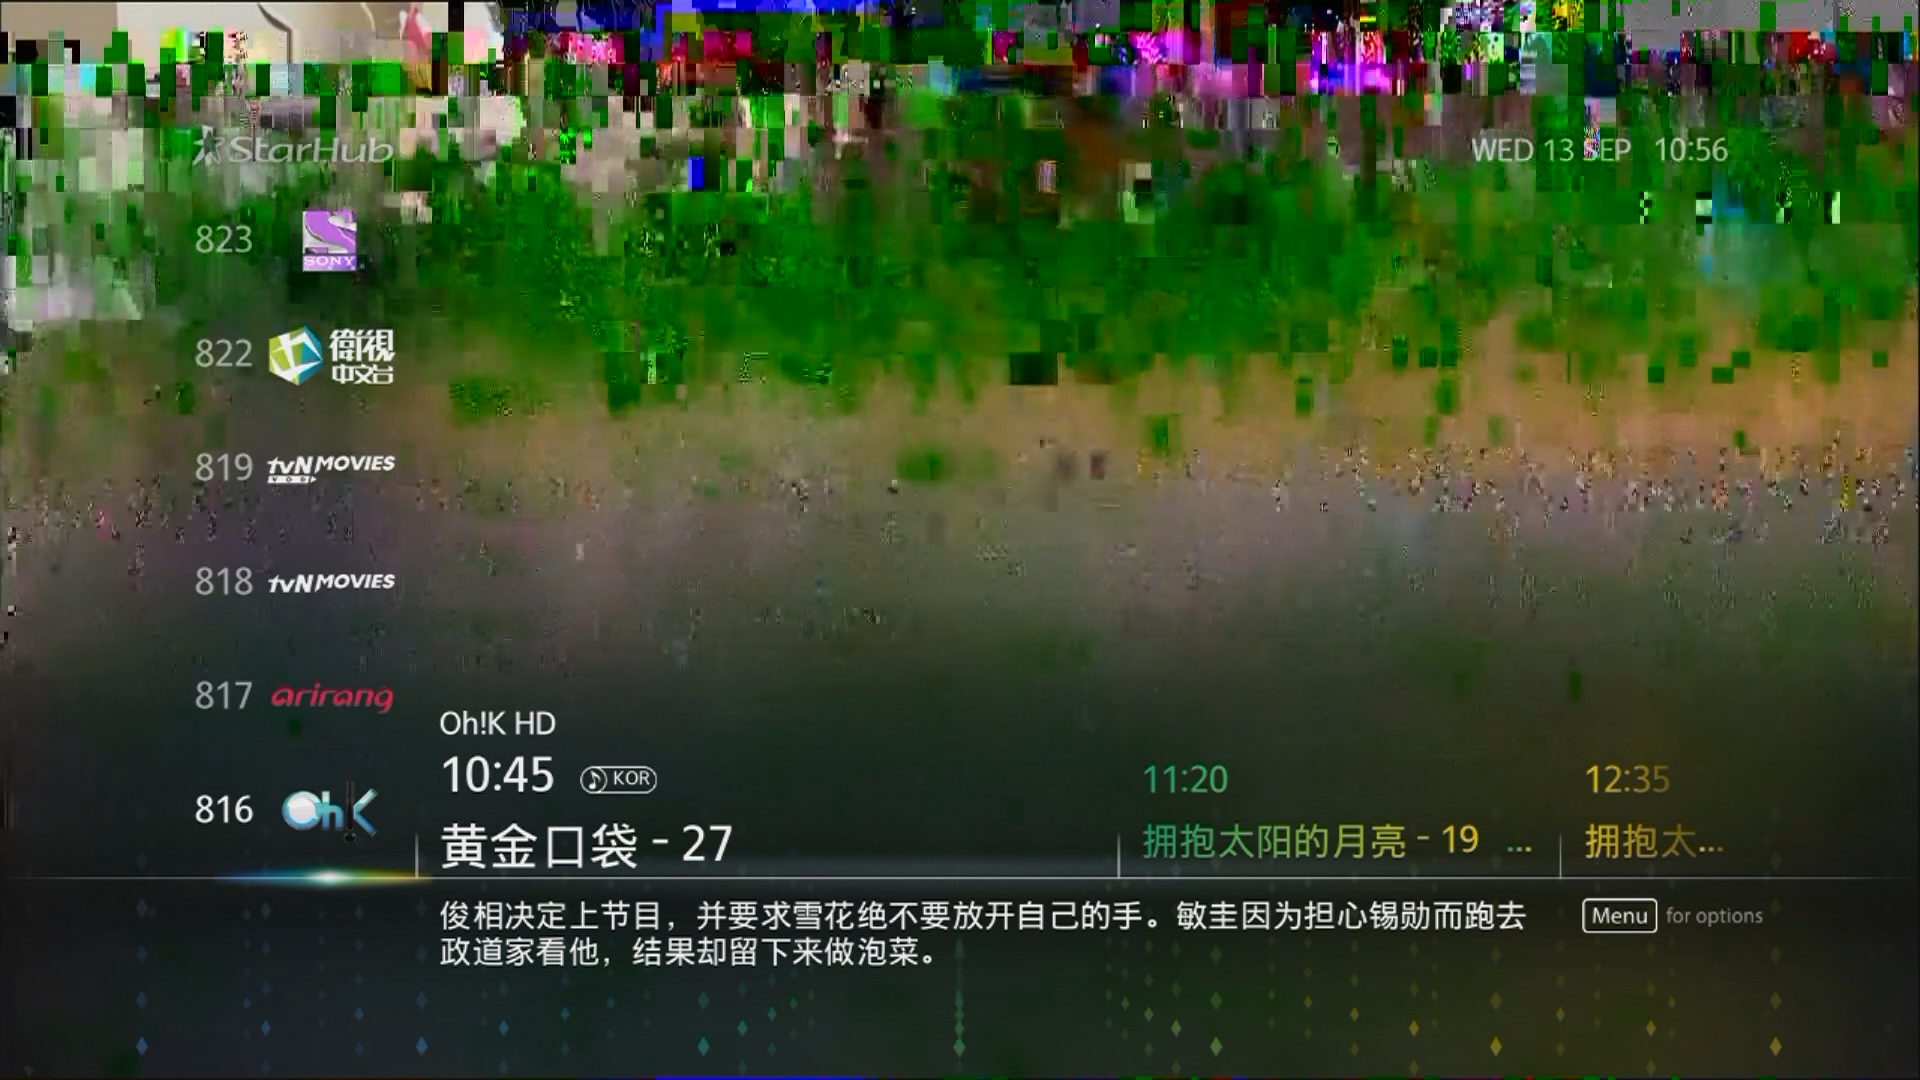 StarHub
WED 13 SEP 10:56
823 SONY
822 衛視
中文台
819 tvN MOVIES
VOD
818 tvN MOVIES
817 arirang
Oh!K HD
10:45 KOR
11:20
12:35
816 Oh!K
黄金口袋 - 27
拥抱太阳的月亮 - 19 ...
拥抱太...
俊相决定上节目，并要求雪花绝不要放开自己的手。敏圭因为担心锡勋而跑去
政道家看他，结果却留下来做泡菜。
Menu for options